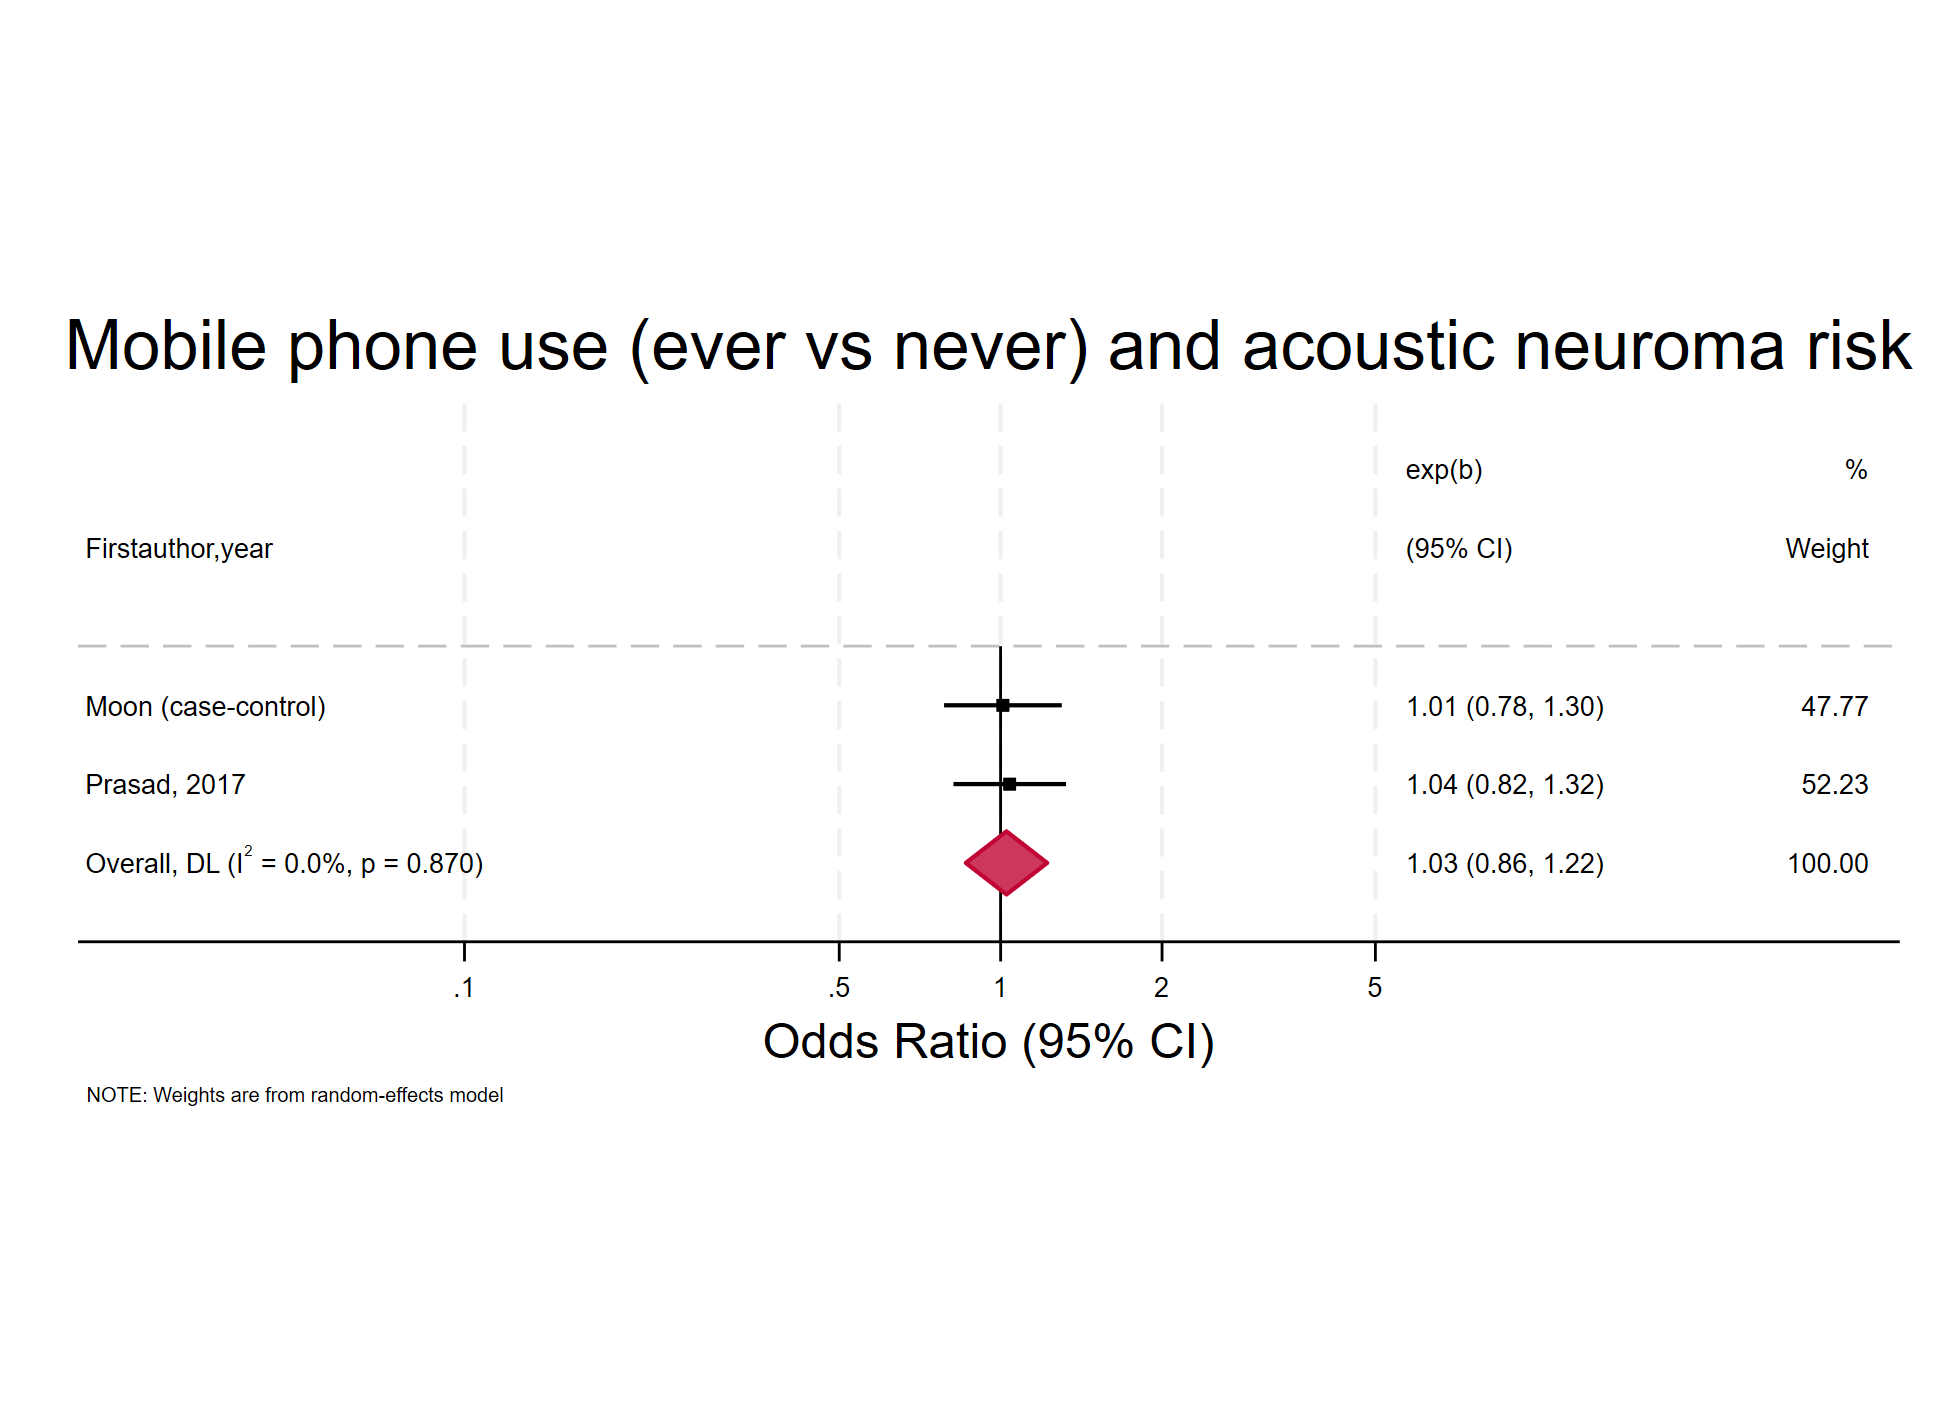 Mobile phone use (ever vs never) and acoustic neuroma risk
exp(b) %
Firstauthor,year (95% CI) Weight
Moon (case-control) 1.01 (0.78, 1.30) 47.77
Prasad, 2017 1.04 (0.82, 1.32) 52.23
Overall, DL (I² = 0.0%, p = 0.870) 1.03 (0.86, 1.22) 100.00
.1 .5 1 2 5
Odds Ratio (95% CI)
NOTE: Weights are from random-effects model